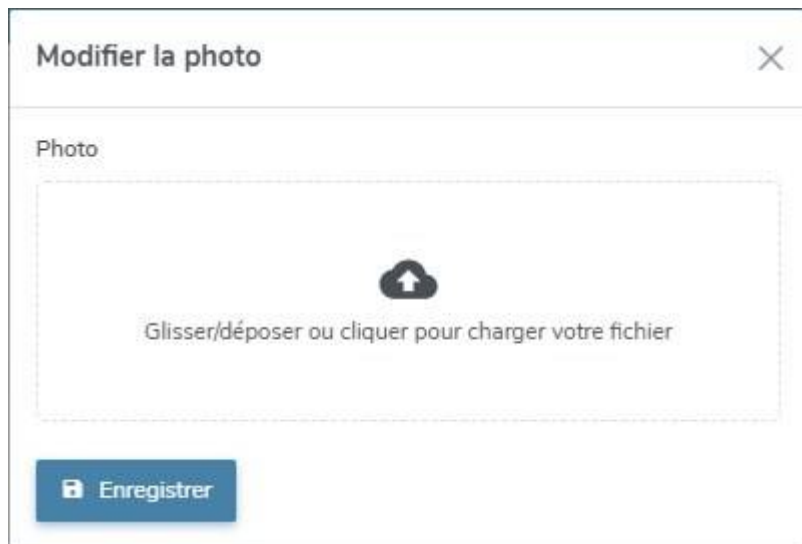 Modifier la photo
Photo
Glisser/déposer ou cliquer pour charger votre fichier
Enregistrer